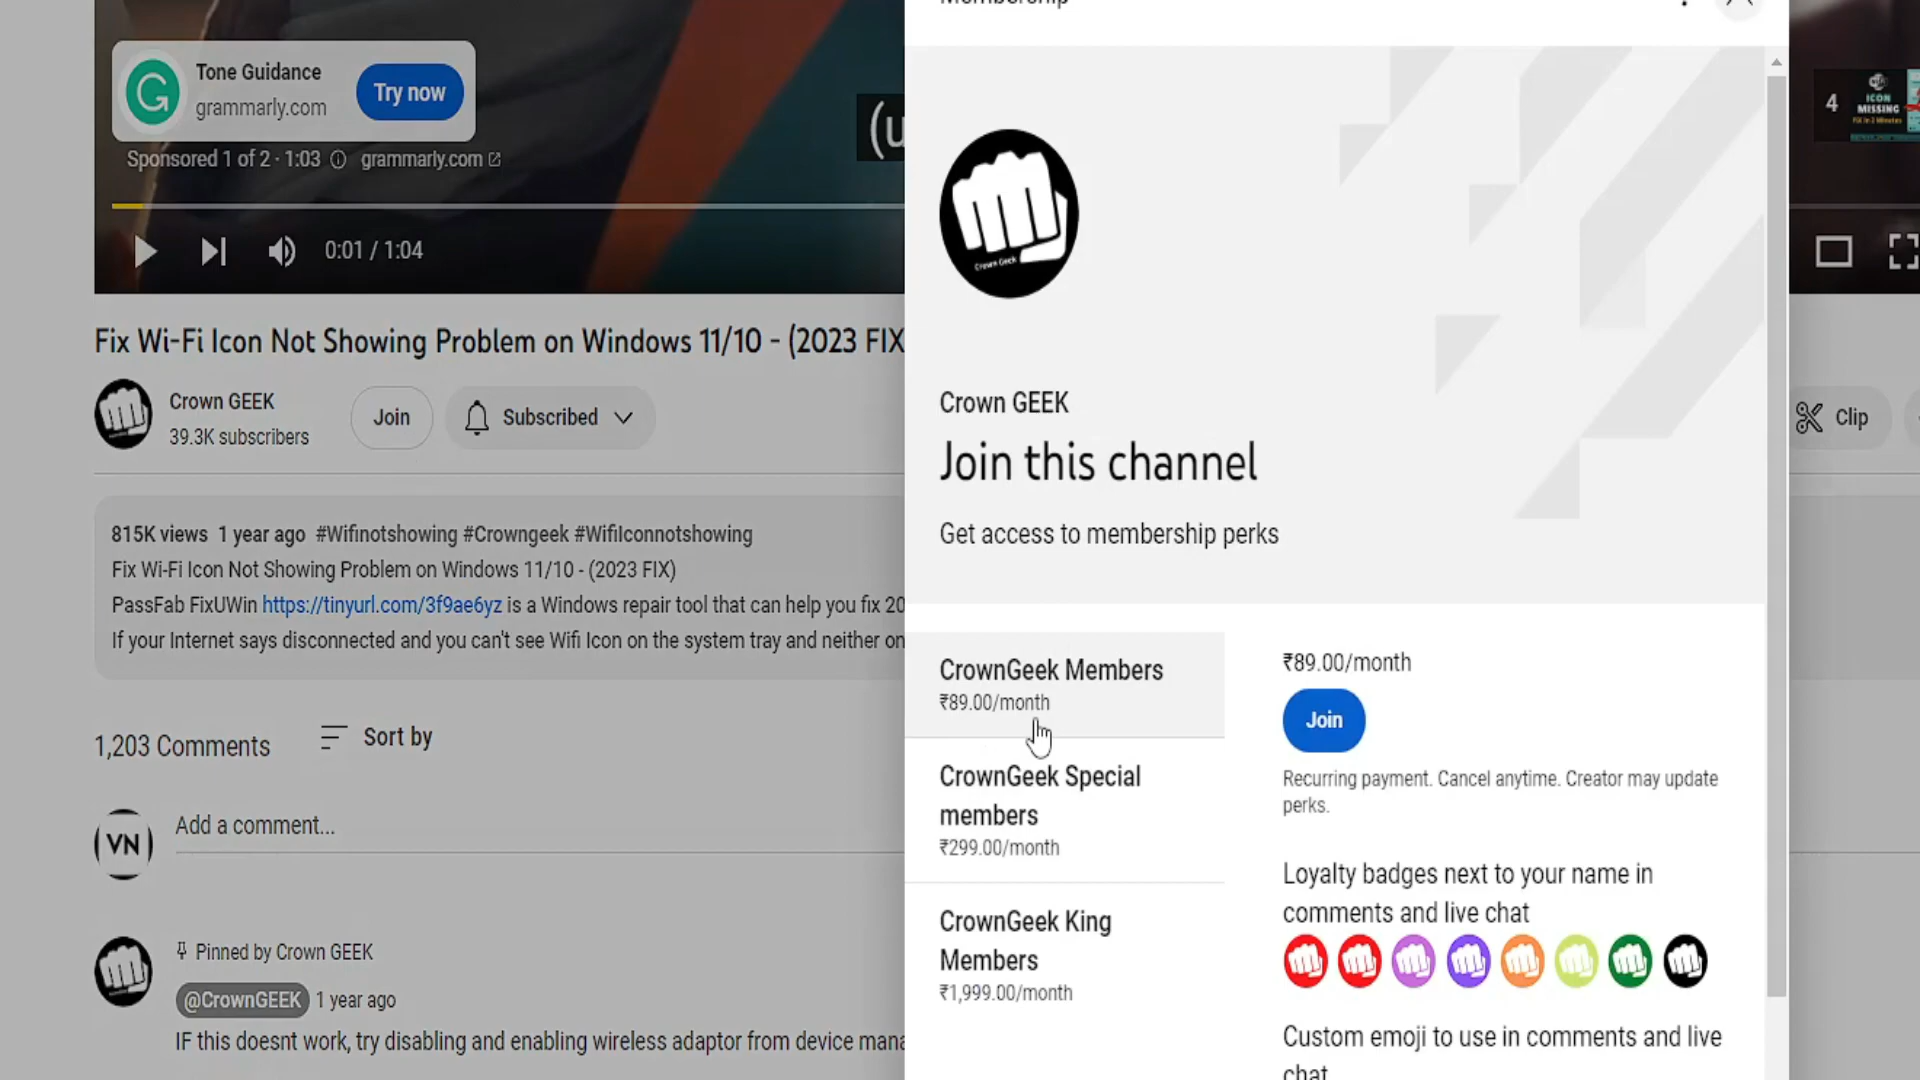 Tone Guidance
grammarly.com
Try now
Sponsored 1 of 2 · 1:03 grammarly.com
0:01 / 1:04
Fix Wi-Fi Icon Not Showing Problem on Windows 11/10 - (2023 FIX
Crown GEEK
39.3K subscribers
Join
Subscribed
815K views 1 year ago #Wifinotshowing #Crowngeek #WifiIconnotshowing
Fix Wi-Fi Icon Not Showing Problem on Windows 11/10 - (2023 FIX)
PassFab FixUWin https://tinyurl.com/3f9ae6yz is a Windows repair tool that can help you fix 20
If your Internet says disconnected and you can't see Wifi Icon on the system tray and neither on
1,203 Comments
Sort by
VN
Add a comment...
Pinned by Crown GEEK
@CrownGEEK 1 year ago
IF this doesnt work, try disabling and enabling wireless adaptor from device mana
(u
Membership
Crown Geek
Crown GEEK
Join this channel
Get access to membership perks
CrownGeek Members
₹89.00/month
CrownGeek Special
members
₹299.00/month
CrownGeek King
Members
₹1,999.00/month
₹89.00/month
Join
Recurring payment. Cancel anytime. Creator may update
perks.
Loyalty badges next to your name in
comments and live chat
Custom emoji to use in comments and live
chat
4
ICON
MISSING
Clip